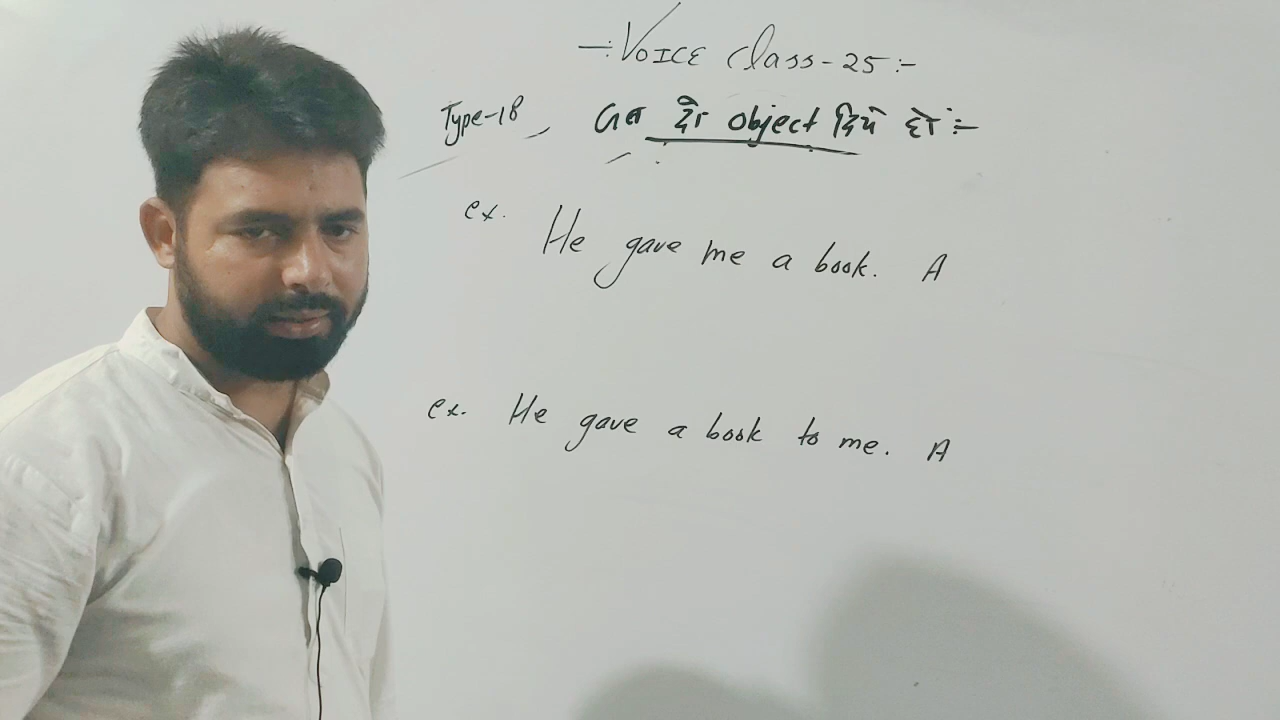 -: VOICE Class-25 :-
Type-18, जब दो object दिये हो :-
ex. He gave me a book. A
ex. He gave a book to me. A